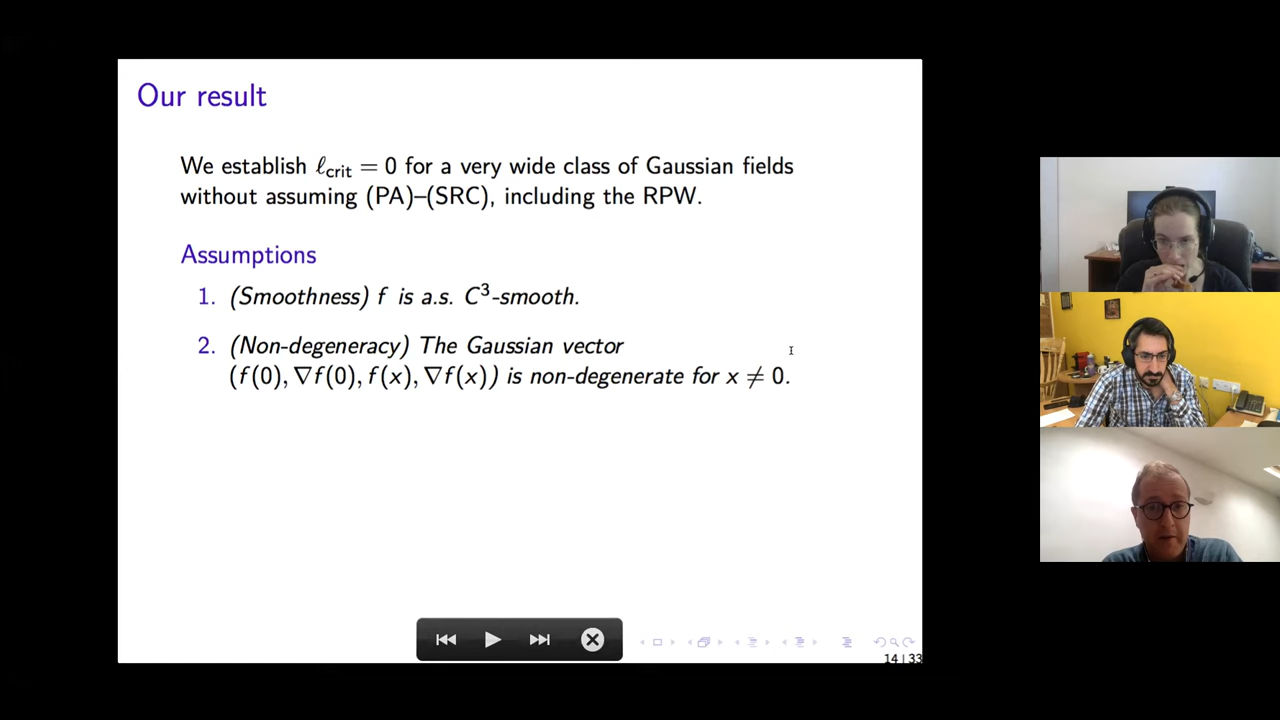 Our result
We establish ℓcrit = 0 for a very wide class of Gaussian fields
without assuming (PA)–(SRC), including the RPW.
Assumptions
1. (Smoothness) f is a.s. C³-smooth.
2. (Non-degeneracy) The Gaussian vector
(f(0), ∇f(0), f(x), ∇f(x)) is non-degenerate for x ≠ 0.
14 | 33